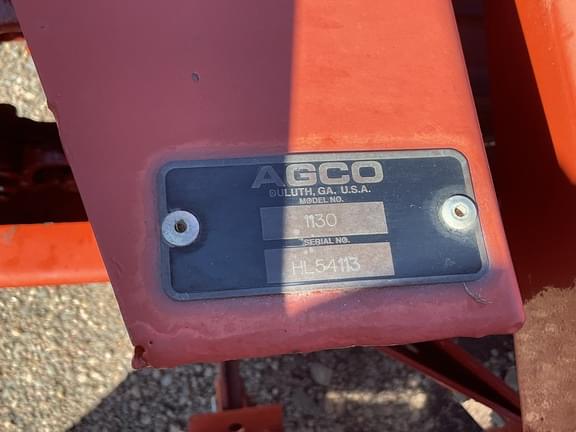 AGCO
DULUTH, GA. U.S.A.
MODEL NO.
1130
SERIAL NO.
HL54113